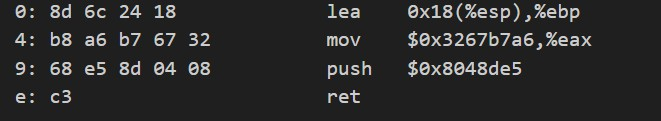 0: 8d 6c 24 18 lea 0x18(%esp),%ebp
4: b8 a6 b7 67 32 mov $0x3267b7a6,%eax
9: 68 e5 8d 04 08 push $0x8048de5
e: c3 ret